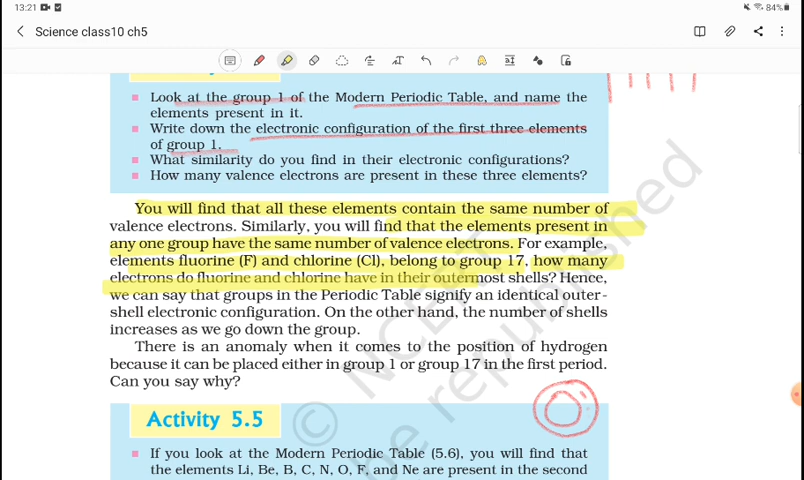 13:21
84%
Science class10 ch5
Look at the group 1 of the Modern Periodic Table, and name the
elements present in it.
Write down the electronic configuration of the first three elements
of group 1.
What similarity do you find in their electronic configurations?
How many valence electrons are present in these three elements?
You will find that all these elements contain the same number of
valence electrons. Similarly, you will find that the elements present in
any one group have the same number of valence electrons. For example,
elements fluorine (F) and chlorine (Cl), belong to group 17, how many
electrons do fluorine and chlorine have in their outermost shells? Hence,
we can say that groups in the Periodic Table signify an identical outer-
shell electronic configuration. On the other hand, the number of shells
increases as we go down the group.
There is an anomaly when it comes to the position of hydrogen
because it can be placed either in group 1 or group 17 in the first period.
Can you say why?
Activity 5.5
If you look at the Modern Periodic Table (5.6), you will find that
the elements Li, Be, B, C, N, O, F, and Ne are present in the second
© NCERT
be republished